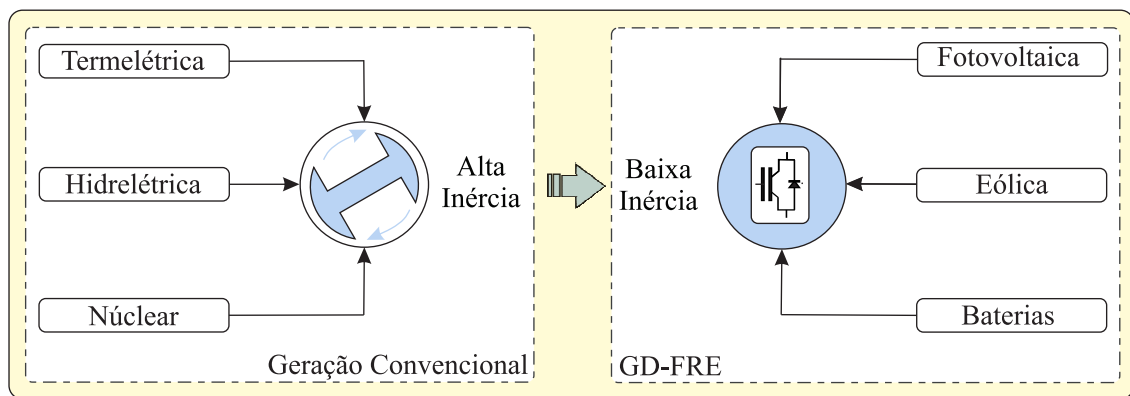 Termelétrica
Hidrelétrica
Núclear
Alta
Inércia
Geração Convencional
Baixa
Inércia
Fotovoltaica
Eólica
Baterias
GD-FRE